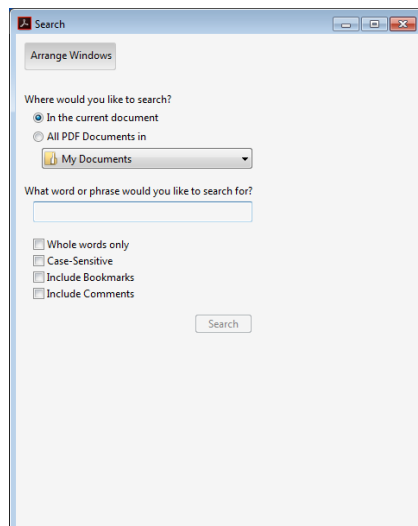 Search
Arrange Windows
Where would you like to search?
In the current document
All PDF Documents in
My Documents
What word or phrase would you like to search for?
Whole words only
Case-Sensitive
Include Bookmarks
Include Comments
Search